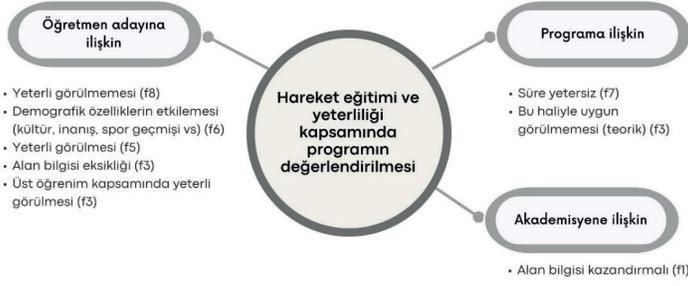 Öğretmen adayına
ilişkin
• Yeterli görülmemesi (f8)
• Demografik özelliklerin etkilemesi
(kültür, inanış, spor geçmişi vs) (f6)
• Yeterli görülmesi (f5)
• Alan bilgisi eksikliği (f3)
• Üst öğrenim kapsamında yeterli
görülmesi (f3)
Hareket eğitimi ve
yeterliliği
kapsamında
programın
değerlendirilmesi
Programa ilişkin
• Süre yetersiz (f7)
• Bu haliyle uygun
görülmemesi (teorik) (f3)
Akademisyene ilişkin
• Alan bilgisi kazandırmalı (f1)